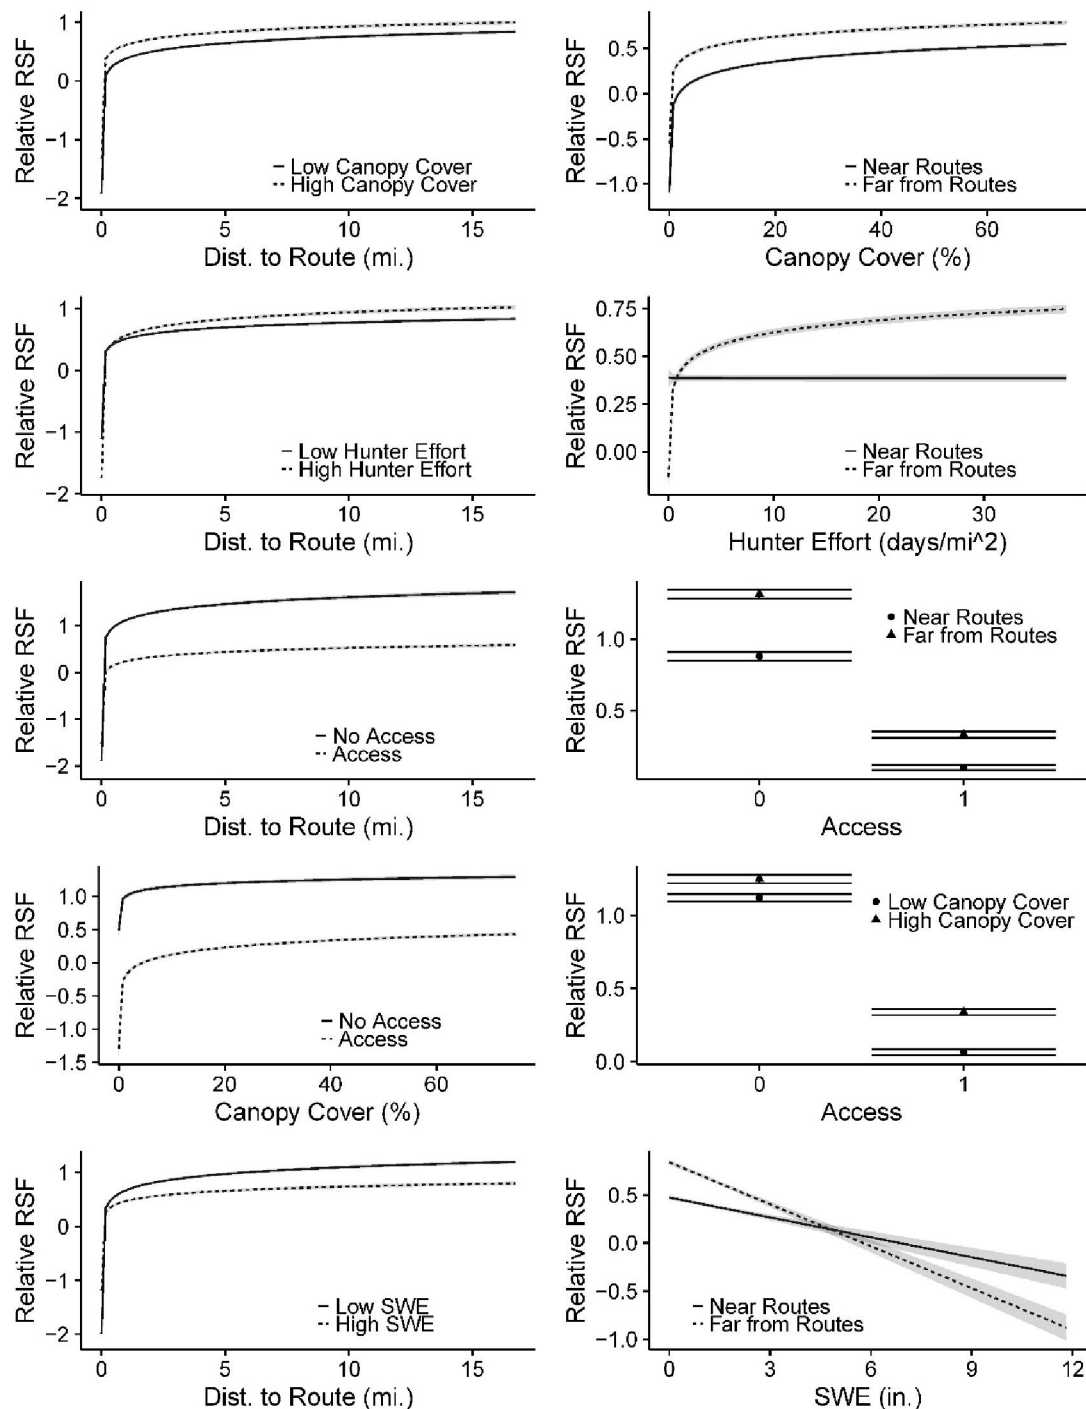 Relative RSF
1
0
−1
−2
Low Canopy Cover
High Canopy Cover
0 5 10 15
Dist. to Route (mi.)
Relative RSF
0.5
0.0
−0.5
−1.0
Near Routes
Far from Routes
0 20 40 60
Canopy Cover (%)
Relative RSF
1
0
−1
−2
Low Hunter Effort
High Hunter Effort
0 5 10 15
Dist. to Route (mi.)
Relative RSF
0.75
0.50
0.25
0.00
Near Routes
Far from Routes
0 10 20 30
Hunter Effort (days/mi^2)
Relative RSF
1
0
−1
−2
No Access
Access
0 5 10 15
Dist. to Route (mi.)
Relative RSF
1.0
0.5
Near Routes
Far from Routes
0 1
Access
Relative RSF
1.0
0.5
0.0
−0.5
−1.0
−1.5
No Access
Access
0 20 40 60
Canopy Cover (%)
Relative RSF
1.0
0.5
0.0
Low Canopy Cover
High Canopy Cover
0 1
Access
Relative RSF
1
0
−1
−2
Low SWE
High SWE
0 5 10 15
Dist. to Route (mi.)
Relative RSF
0.5
0.0
−0.5
−1.0
Near Routes
Far from Routes
0 3 6 9 12
SWE (in.)